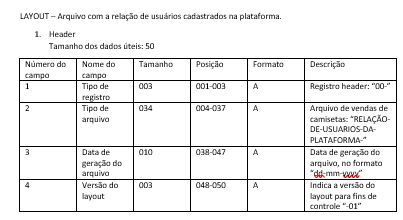 LAYOUT – Arquivo com a relação de usuários cadastrados na plataforma.
1. Header
Tamanho dos dados úteis: 50
Número do campo Nome do campo Tamanho Posição Formato Descrição
1 Tipo de registro 003 001-003 A Registro header: "00-"
2 Tipo de arquivo 034 004-037 A Arquivo de vendas de camisetas: "RELAÇÃO-DE-USUARIOS-DA-PLATAFORMA-"
3 Data de geração do arquivo 010 038-047 A Data de geração do arquivo, no formato "dd-mm-yyyy"
4 Versão do layout 003 048-050 A Indica a versão do layout para fins de controle "-01"